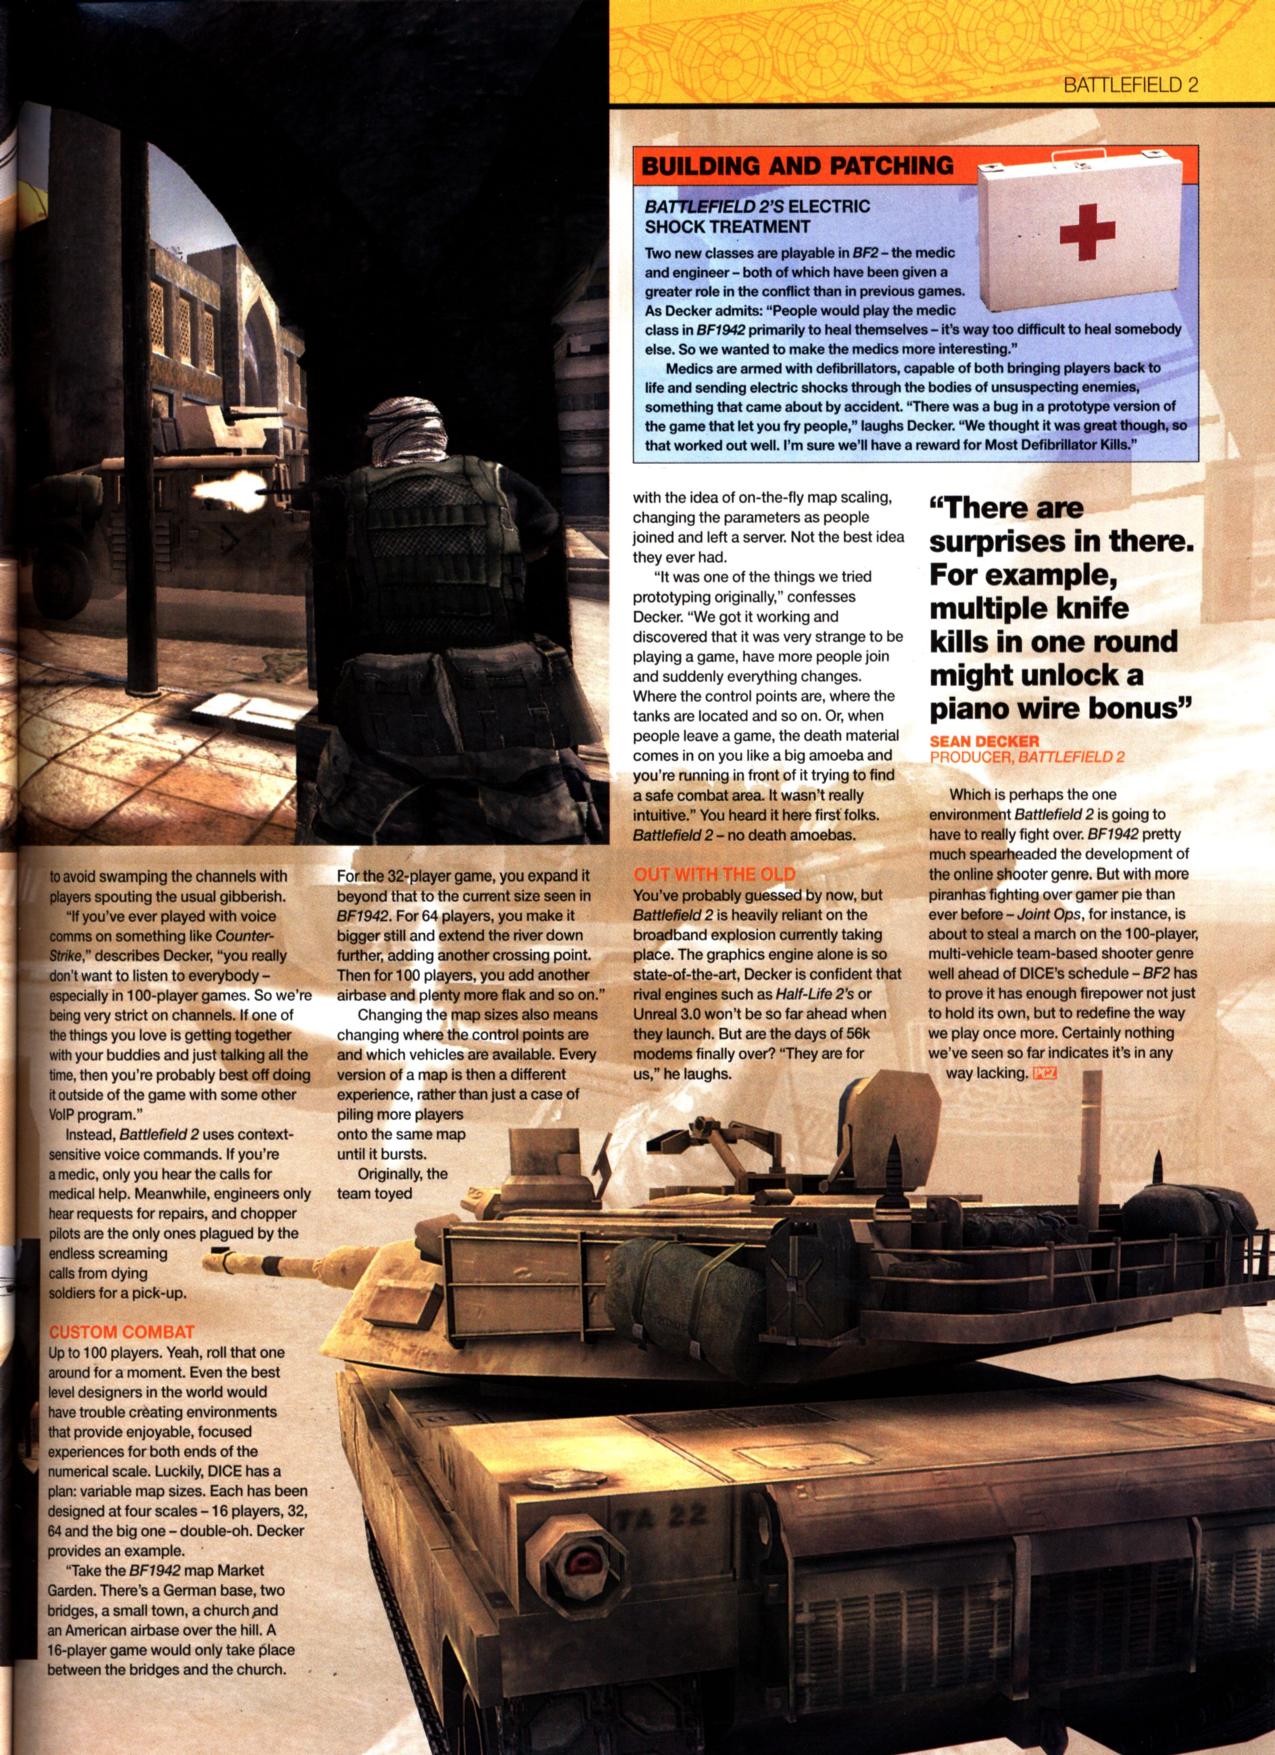 BATTLEFIELD 2
BUILDING AND PATCHING
BATTLEFIELD 2'S ELECTRIC
SHOCK TREATMENT
Two new classes are playable in BF2 – the medic
and engineer – both of which have been given a
greater role in the conflict than in previous games.
As Decker admits: “People would play the medic
class in BF1942 primarily to heal themselves – it's way too difficult to heal somebody
else. So we wanted to make the medics more interesting.”
Medics are armed with defibrillators, capable of both bringing players back to
life and sending electric shocks through the bodies of unsuspecting enemies,
something that came about by accident. “There was a bug in a prototype version of
the game that let you fry people,” laughs Decker. “We thought it was great though, so
that worked out well. I'm sure we'll have a reward for Most Defibrillator Kills.”
to avoid swamping the channels with
players spouting the usual gibberish.
“If you've ever played with voice
comms on something like Counter-
Strike,” describes Decker, “you really
don't want to listen to everybody –
especially in 100-player games. So we're
being very strict on channels. If one of
the things you love is getting together
with your buddies and just talking all the
time, then you're probably best off doing
it outside of the game with some other
VoIP program.”
Instead, Battlefield 2 uses context-
sensitive voice commands. If you're
a medic, only you hear the calls for
medical help. Meanwhile, engineers only
hear requests for repairs, and chopper
pilots are the only ones plagued by the
endless screaming
calls from dying
soldiers for a pick-up.
CUSTOM COMBAT
Up to 100 players. Yeah, roll that one
around for a moment. Even the best
level designers in the world would
have trouble creating environments
that provide enjoyable, focused
experiences for both ends of the
numerical scale. Luckily, DICE has a
plan: variable map sizes. Each has been
designed at four scales – 16 players, 32,
64 and the big one – double-oh. Decker
provides an example.
“Take the BF1942 map Market
Garden. There's a German base, two
bridges, a small town, a church and
an American airbase over the hill. A
16-player game would only take place
between the bridges and the church.
For the 32-player game, you expand it
beyond that to the current size seen in
BF1942. For 64 players, you make it
bigger still and extend the river down
further, adding another crossing point.
Then for 100 players, you add another
airbase and plenty more flak and so on.”
Changing the map sizes also means
changing where the control points are
and which vehicles are available. Every
version of a map is then a different
experience, rather than just a case of
piling more players
onto the same map
until it bursts.
Originally, the
team toyed
with the idea of on-the-fly map scaling,
changing the parameters as people
joined and left a server. Not the best idea
they ever had.
“It was one of the things we tried
prototyping originally,” confesses
Decker. “We got it working and
discovered that it was very strange to be
playing a game, have more people join
and suddenly everything changes.
Where the control points are, where the
tanks are located and so on. Or, when
people leave a game, the death material
comes in on you like a big amoeba and
you're running in front of it trying to find
a safe combat area. It wasn't really
intuitive.” You heard it here first folks.
Battlefield 2 – no death amoebas.
OUT WITH THE OLD
You've probably guessed by now, but
Battlefield 2 is heavily reliant on the
broadband explosion currently taking
place. The graphics engine alone is so
state-of-the-art, Decker is confident that
rival engines such as Half-Life 2's or
Unreal 3.0 won't be so far ahead when
they launch. But are the days of 56k
modems finally over? “They are for
us,” he laughs.
“There are
surprises in there.
For example,
multiple knife
kills in one round
might unlock a
piano wire bonus”
SEAN DECKER
PRODUCER, BATTLEFIELD 2
Which is perhaps the one
environment Battlefield 2 is going to
have to really fight over. BF1942 pretty
much spearheaded the development of
the online shooter genre. But with more
piranhas fighting over gamer pie than
ever before – Joint Ops, for instance, is
about to steal a march on the 100-player,
multi-vehicle team-based shooter genre
well ahead of DICE's schedule – BF2 has
to prove it has enough firepower not just
to hold its own, but to redefine the way
we play once more. Certainly nothing
we've seen so far indicates it's in any
way lacking. PCZ
TA 22